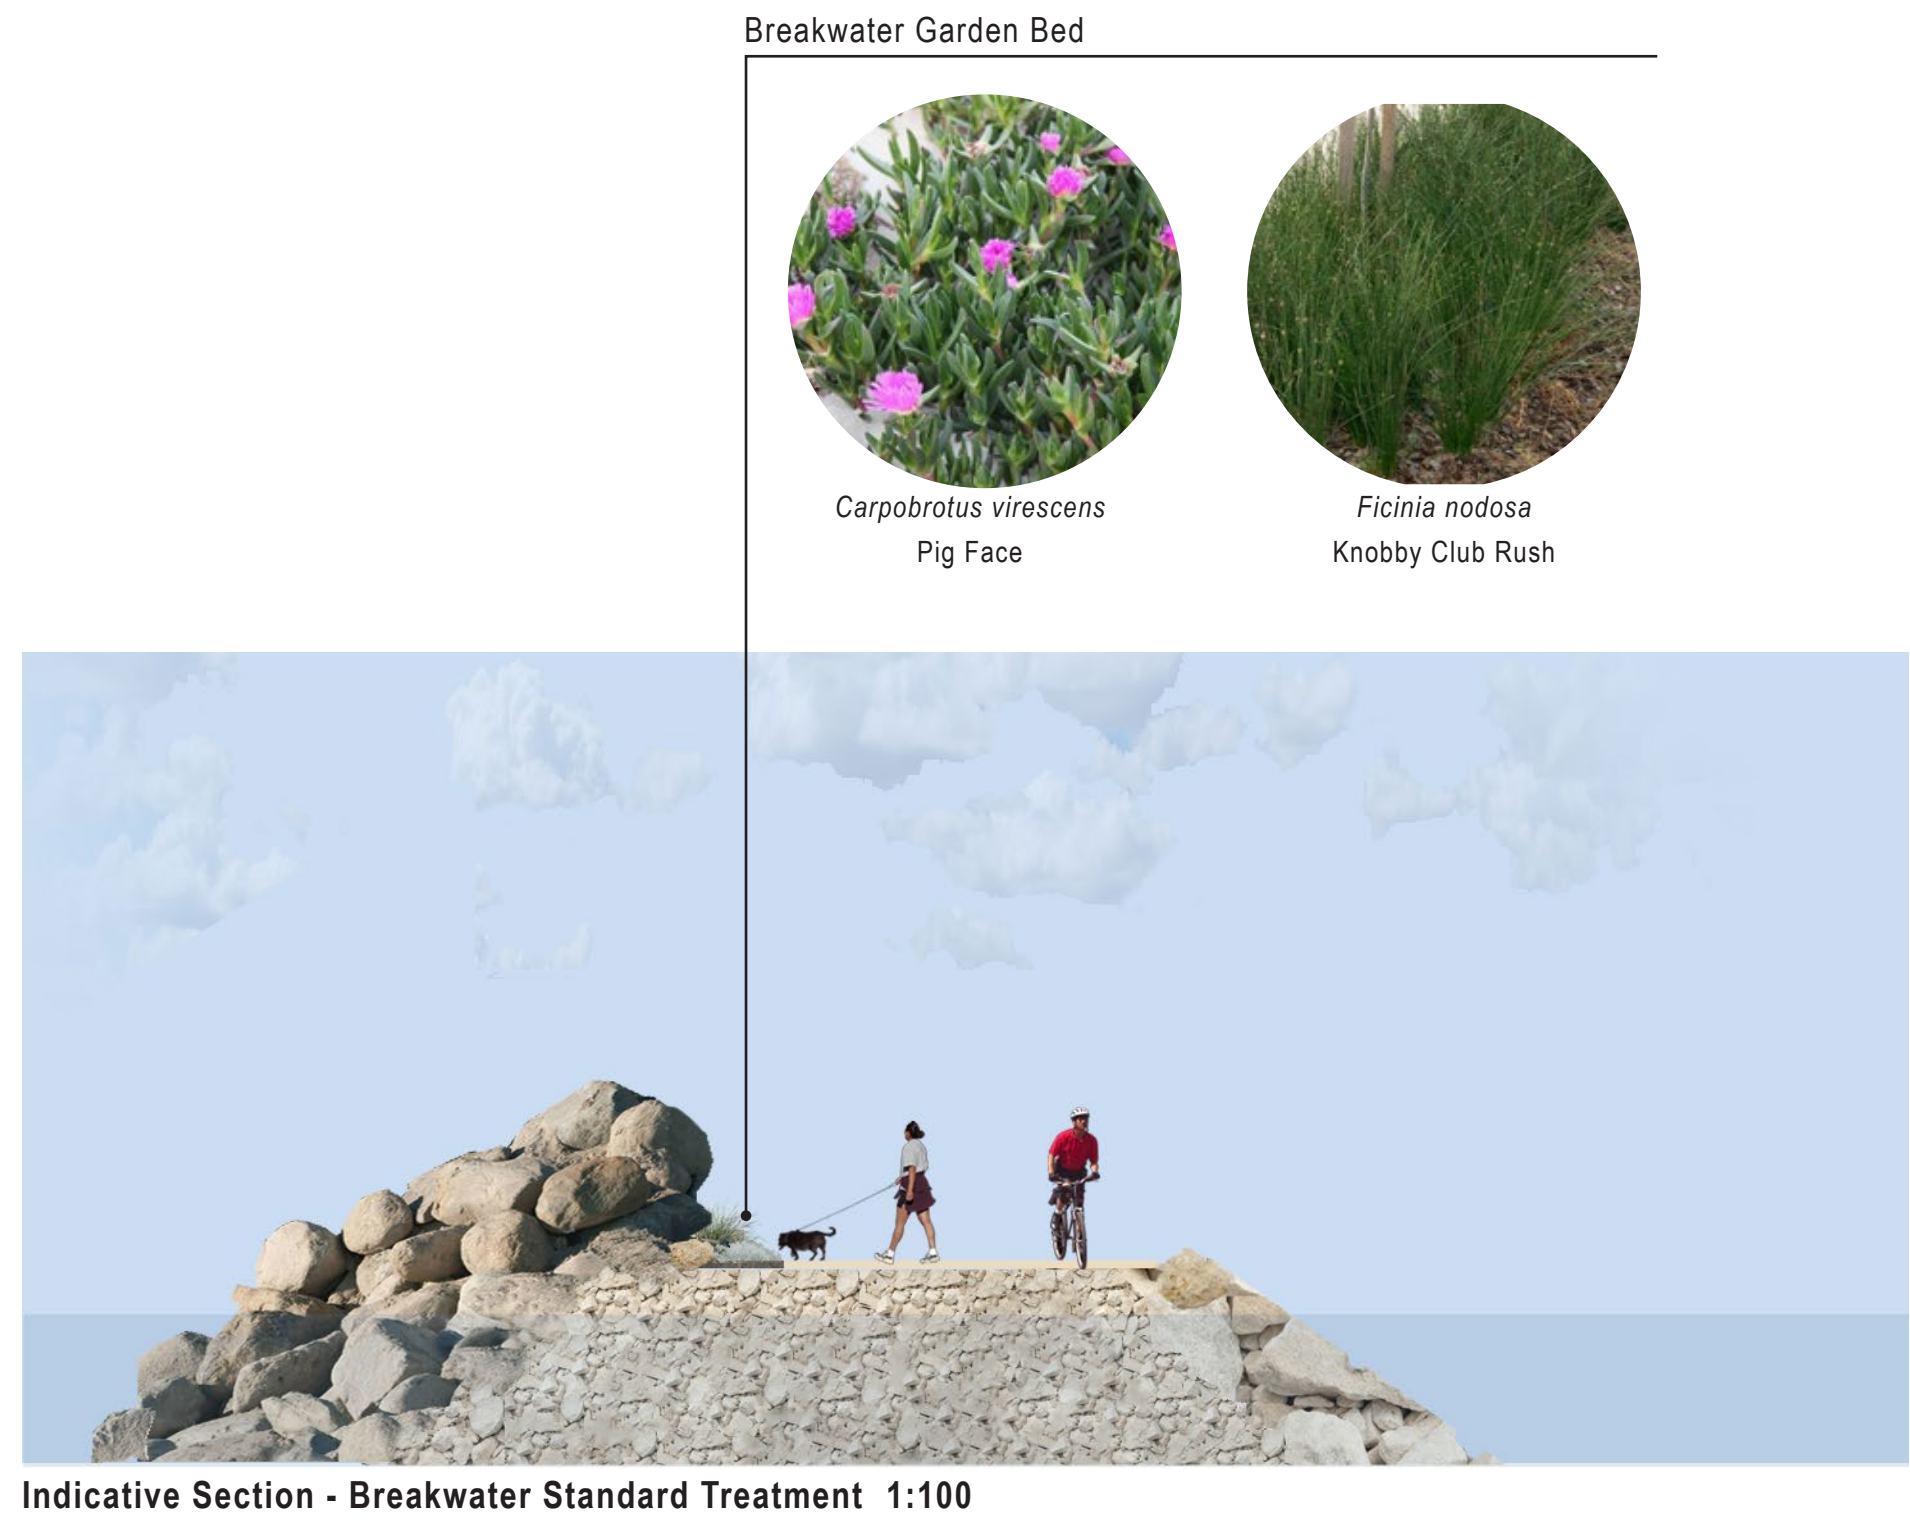 Breakwater Garden Bed
Carpobrotus virescens
Pig Face
Ficinia nodosa
Knobby Club Rush
Indicative Section - Breakwater Standard Treatment 1:100